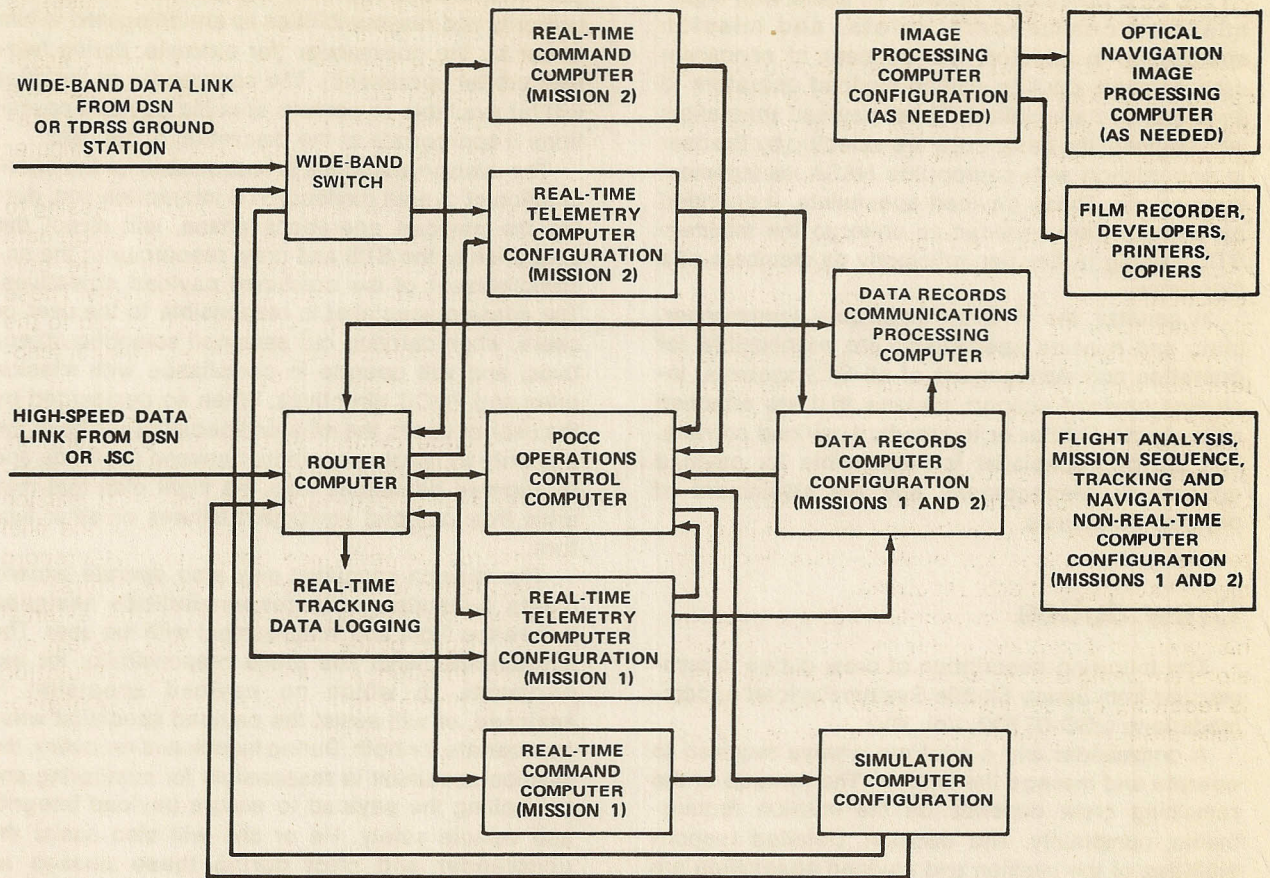 REAL-TIME
COMMAND
COMPUTER
(MISSION 2)
IMAGE
PROCESSING
COMPUTER
CONFIGURATION
(AS NEEDED)
OPTICAL
NAVIGATION
IMAGE
PROCESSING
COMPUTER
(AS NEEDED)
WIDE-BAND DATA LINK
FROM DSN
OR TDRSS GROUND
STATION
WIDE-BAND
SWITCH
REAL-TIME
TELEMETRY
COMPUTER
CONFIGURATION
(MISSION 2)
FILM RECORDER,
DEVELOPERS,
PRINTERS,
COPIERS
DATA RECORDS
COMMUNICATIONS
PROCESSING
COMPUTER
HIGH-SPEED DATA
LINK FROM DSN
OR JSC
ROUTER
COMPUTER
POCC
OPERATIONS
CONTROL
COMPUTER
DATA RECORDS
COMPUTER
CONFIGURATION
(MISSIONS 1 AND 2)
FLIGHT ANALYSIS,
MISSION SEQUENCE,
TRACKING AND
NAVIGATION
NON-REAL-TIME
COMPUTER
CONFIGURATION
(MISSIONS 1 AND 2)
REAL-TIME
TRACKING
DATA LOGGING
REAL-TIME
TELEMETRY
COMPUTER
CONFIGURATION
(MISSION 1)
REAL-TIME
COMMAND
COMPUTER
(MISSION 1)
SIMULATION
COMPUTER
CONFIGURATION